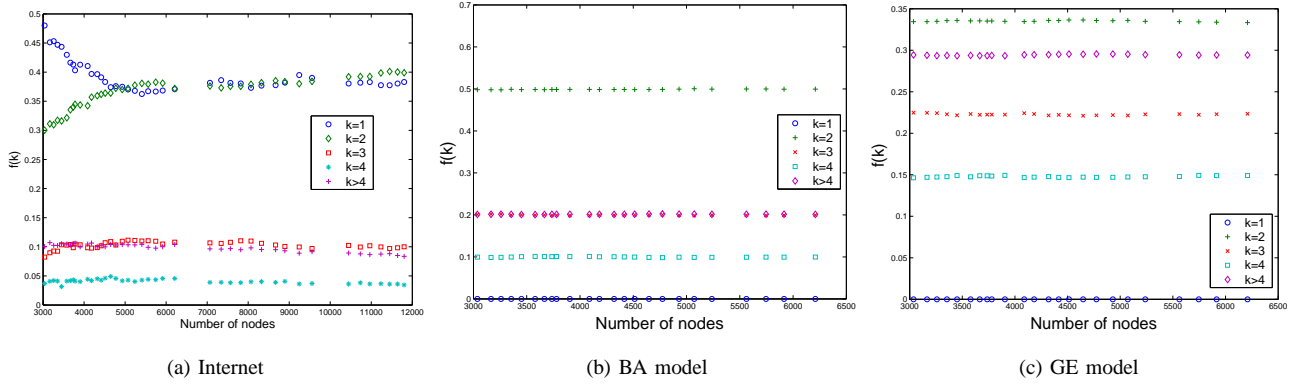 0.5
0.45
0.4
0.35
0.3
0.25
0.2
0.15
0.1
0.05
0
f(k)
k=1
k=2
k=3
k=4
k>4
3000 4000 5000 6000 7000 8000 9000 10000 11000 12000
Number of nodes
(a) Internet
0.7
0.6
0.5
0.4
0.3
0.2
0.1
0
f(k)
k=1
k=2
k=3
k=4
k>4
3000 3500 4000 4500 5000 5500 6000 6500
Number of nodes
(b) BA model
0.35
0.3
0.25
0.2
0.15
0.1
0.05
0
f(k)
k=1
k=2
k=3
k=4
k>4
3000 3500 4000 4500 5000 5500 6000 6500
Number of nodes
(c) GE model